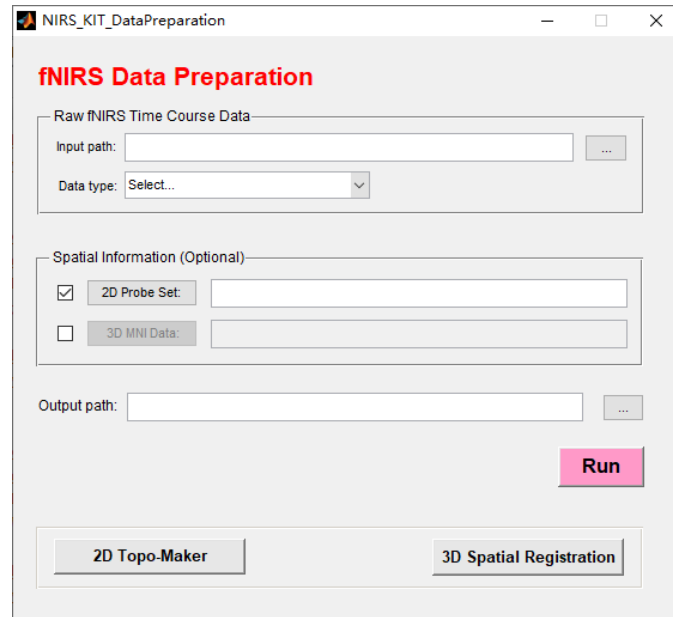 NIRS_KIT_DataPreparation
fNIRS Data Preparation
Raw fNIRS Time Course Data
Input path:
...
Data type: Select...
Spatial Information (Optional)
2D Probe Set:
3D MNI Data:
Output path:
...
Run
2D Topo-Maker
3D Spatial Registration